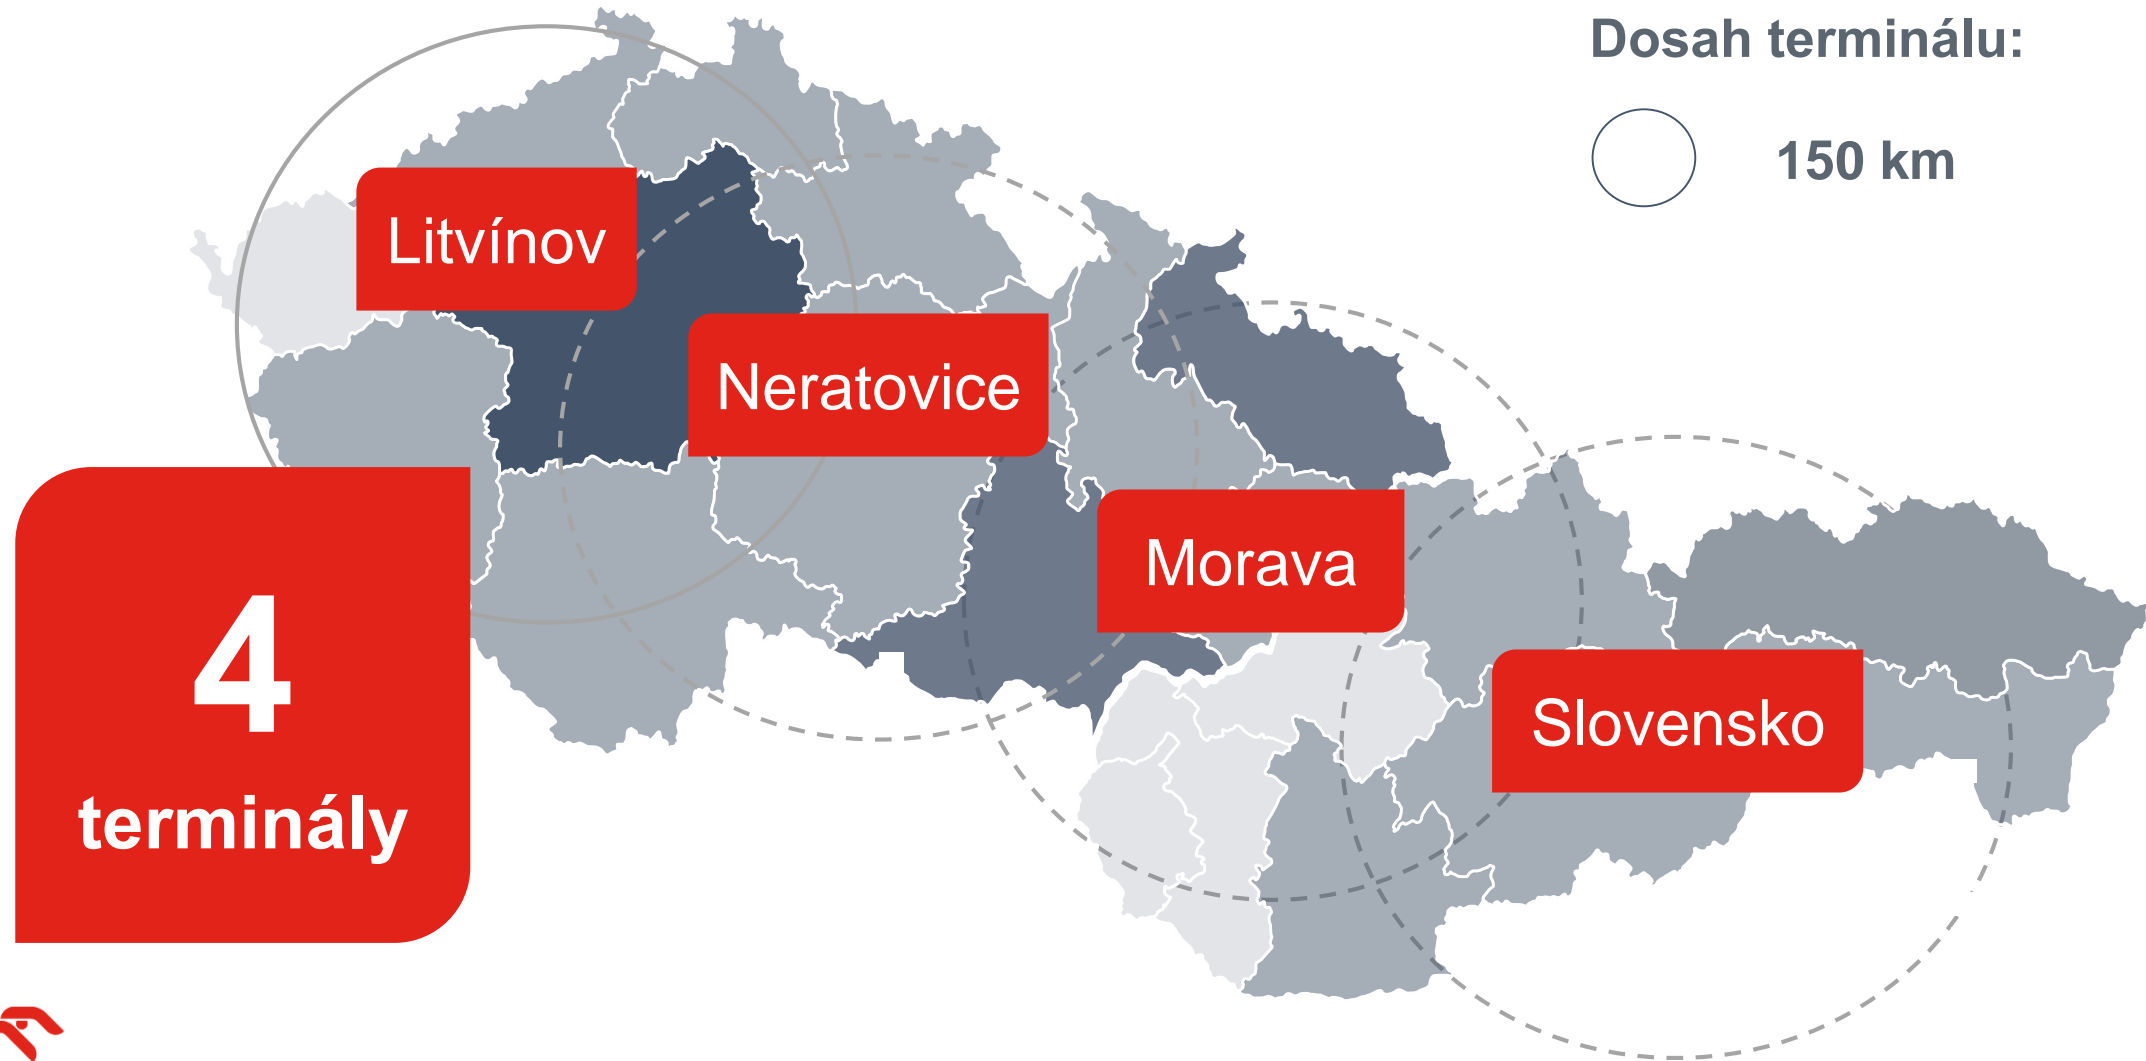 Dosah terminálu:
150 km
Litvínov
Neratovice
Morava
Slovensko
4
terminály